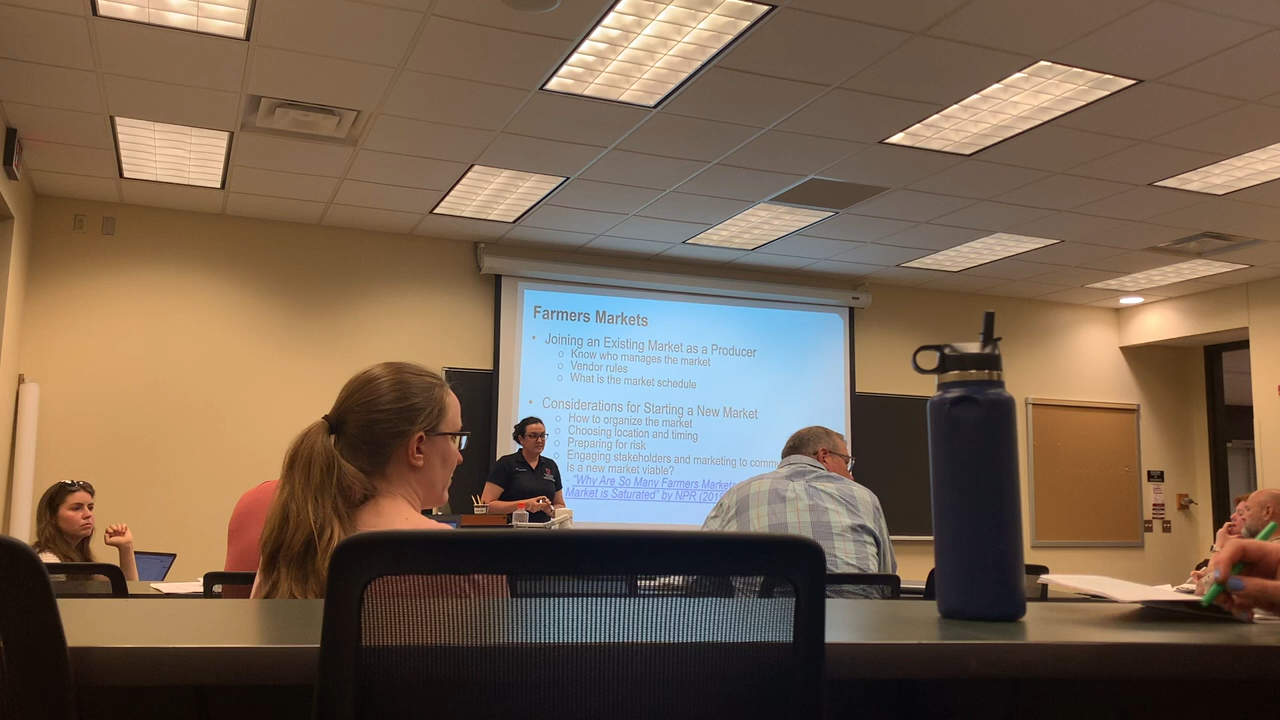 Farmers Markets
• Joining an Existing Market as a Producer
o Know who manages the market
o Vendor rules
o What is the market schedule
• Considerations for Starting a New Market
o How to organize the market
o Choosing location and timing
o Preparing for risk
o Engaging stakeholders and marketing to comm
Is a new market viable?
- "Why Are So Many Farmers Markets
Market is Saturated" by NPR (201